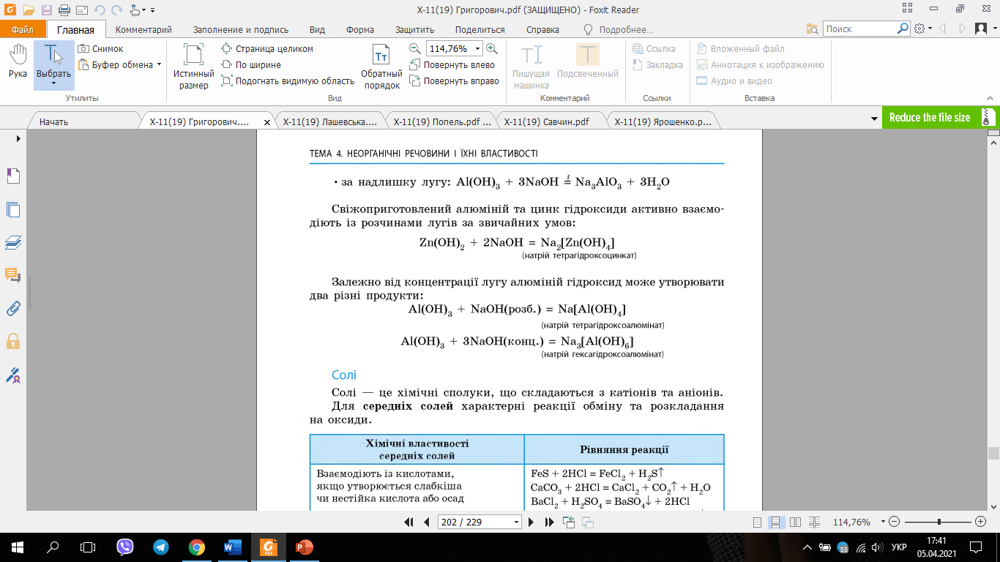 X-11(19) Григорович.pdf (ЗАЩИЩЕНО) - Foxit Reader
Файл Главная Комментарий Заполнение и подпись Вид Форма Защитить Поделиться Справка Подробнее... Поиск
Рука
Выбрать
Снимок
Буфер обмена
Утилиты
Истинный размер
Страница целиком
По ширине
Подогнать видимую область
Обратный порядок
114,76%
Повернуть влево
Повернуть вправо
Вид
Пишущая машинка
Подсвеченный
Комментарий
Ссылка
Закладка
Ссылки
Вложенный файл
Аннотация к изображению
Аудио и видео
Вставка
Начать X-11(19) Григорович.... X-11(19) Лашевська.... X-11(19) Попель.pdf ... X-11(19) Савчин.pdf X-11(19) Ярошенко.p... Reduce the file size
ТЕМА 4. НЕОРГАНІЧНІ РЕЧОВИНИ І ЇХНІ ВЛАСТИВОСТІ
• за надлишку лугу: Al(OH)₃ + 3NaOH =ᵗ Na₃AlO₃ + 3H₂O
Свіжоприготовлений алюміній та цинк гідроксиди активно взаємо-
діють із розчинами лугів за звичайних умов:
Zn(OH)₂ + 2NaOH = Na₂[Zn(OH)₄]
(натрій тетрагідроксоцинкат)
Залежно від концентрації лугу алюміній гідроксид може утворювати
два різні продукти:
Al(OH)₃ + NaOH(розб.) = Na[Al(OH)₄]
(натрій тетрагідроксоалюмінат)
Al(OH)₃ + 3NaOH(конц.) = Na₃[Al(OH)₆]
(натрій гексагідроксоалюмінат)
Солі
Солі — це хімічні сполуки, що складаються з катіонів та аніонів.
Для середніх солей характерні реакції обміну та розкладання
на оксиди.
Хімічні властивості
середніх солей
Рівняння реакції
Взаємодіють із кислотами,
якщо утворюється слабкіша
чи нестійка кислота або осад
FeS + 2HCl = FeCl₂ + H₂S↑
CaCO₃ + 2HCl = CaCl₂ + CO₂↑ + H₂O
BaCl₂ + H₂SO₄ = BaSO₄↓ + 2HCl
202 / 229
114,76%
55
УКР
17:41
05.04.2021